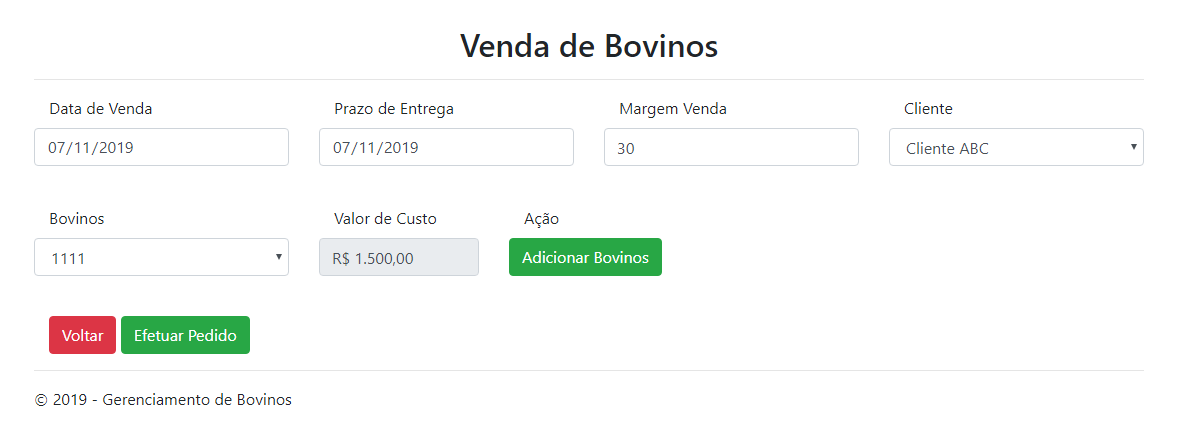 Venda de Bovinos
Data de Venda Prazo de Entrega Margem Venda Cliente
07/11/2019 07/11/2019 30 Cliente ABC
Bovinos Valor de Custo Ação
1111 R$ 1.500,00 Adicionar Bovinos
Voltar Efetuar Pedido
© 2019 - Gerenciamento de Bovinos